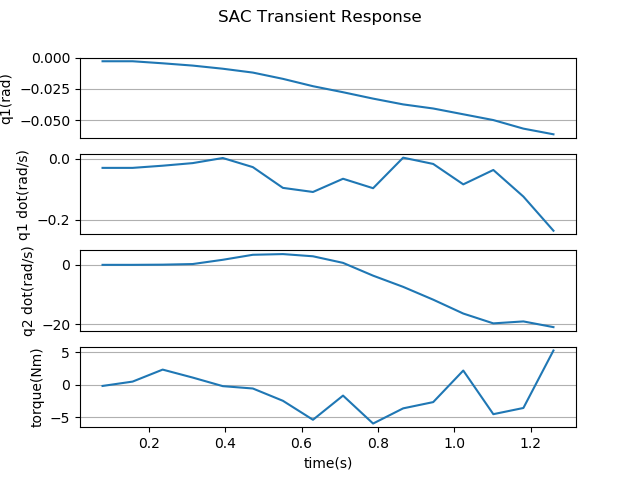 SAC Transient Response
q1(rad)
0.000
−0.025
−0.050
q1 dot(rad/s)
0.0
−0.2
q2 dot(rad/s)
0
−20
torque(Nm)
5
0
−5
0.2 0.4 0.6 0.8 1.0 1.2
time(s)